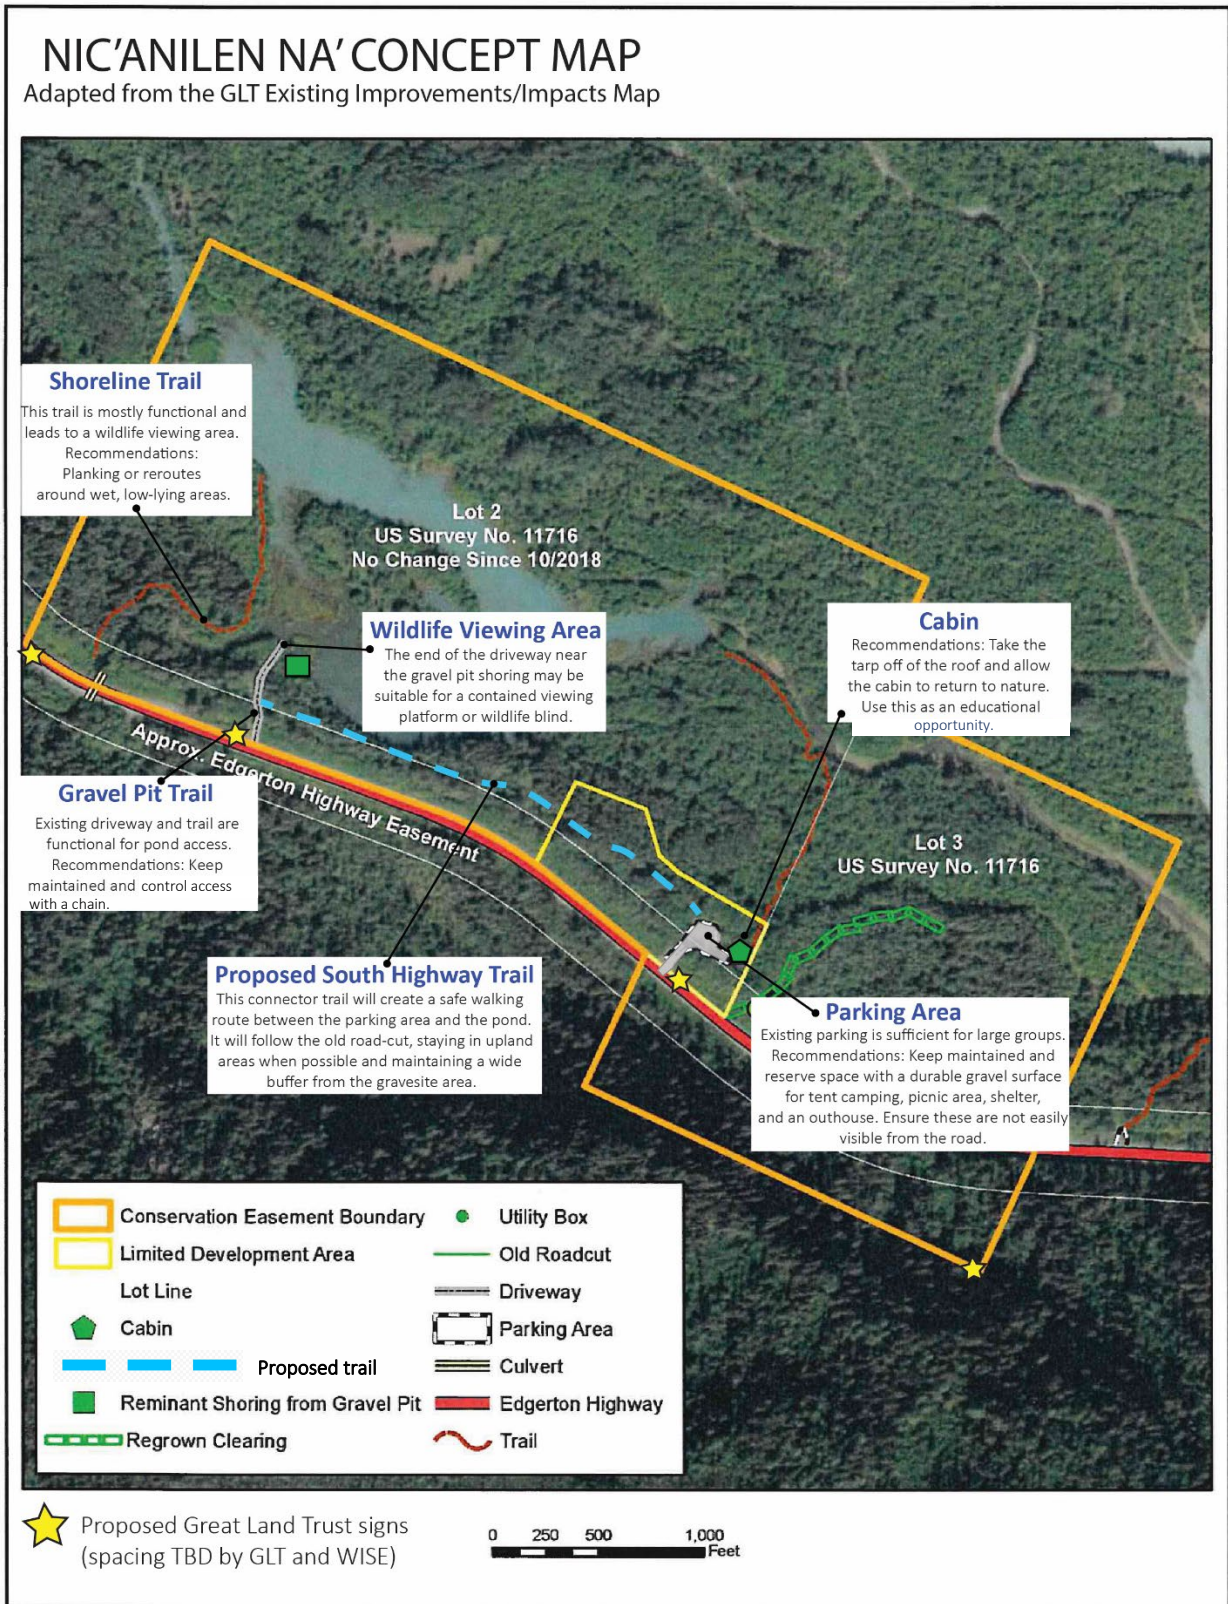 NIC'ANILEN NA' CONCEPT MAP
Adapted from the GLT Existing Improvements/Impacts Map
Shoreline Trail
This trail is mostly functional and
leads to a wildlife viewing area.
Recommendations:
Planking or reroutes
around wet, low-lying areas.
Lot 2
US Survey No. 11716
No Change Since 10/2018
Wildlife Viewing Area
The end of the driveway near
the gravel pit shoring may be
suitable for a contained viewing
platform or wildlife blind.
Cabin
Recommendations: Take the
tarp off of the roof and allow
the cabin to return to nature.
Use this as an educational
opportunity.
Approx. Edgerton Highway Easement
Gravel Pit Trail
Existing driveway and trail are
functional for pond access.
Recommendations: Keep
maintained and control access
with a chain.
Lot 3
US Survey No. 11716
Proposed South Highway Trail
This connector trail will create a safe walking
route between the parking area and the pond.
It will follow the old road-cut, staying in upland
areas when possible and maintaining a wide
buffer from the gravesite area.
Parking Area
Existing parking is sufficient for large groups.
Recommendations: Keep maintained and
reserve space with a durable gravel surface
for tent camping, picnic area, shelter,
and an outhouse. Ensure these are not easily
visible from the road.
Conservation Easement Boundary
Limited Development Area
Lot Line
Cabin
Proposed trail
Reminant Shoring from Gravel Pit
Regrown Clearing
Utility Box
Old Roadcut
Driveway
Parking Area
Culvert
Edgerton Highway
Trail
Proposed Great Land Trust signs
(spacing TBD by GLT and WISE)
0 250 500 1,000
Feet